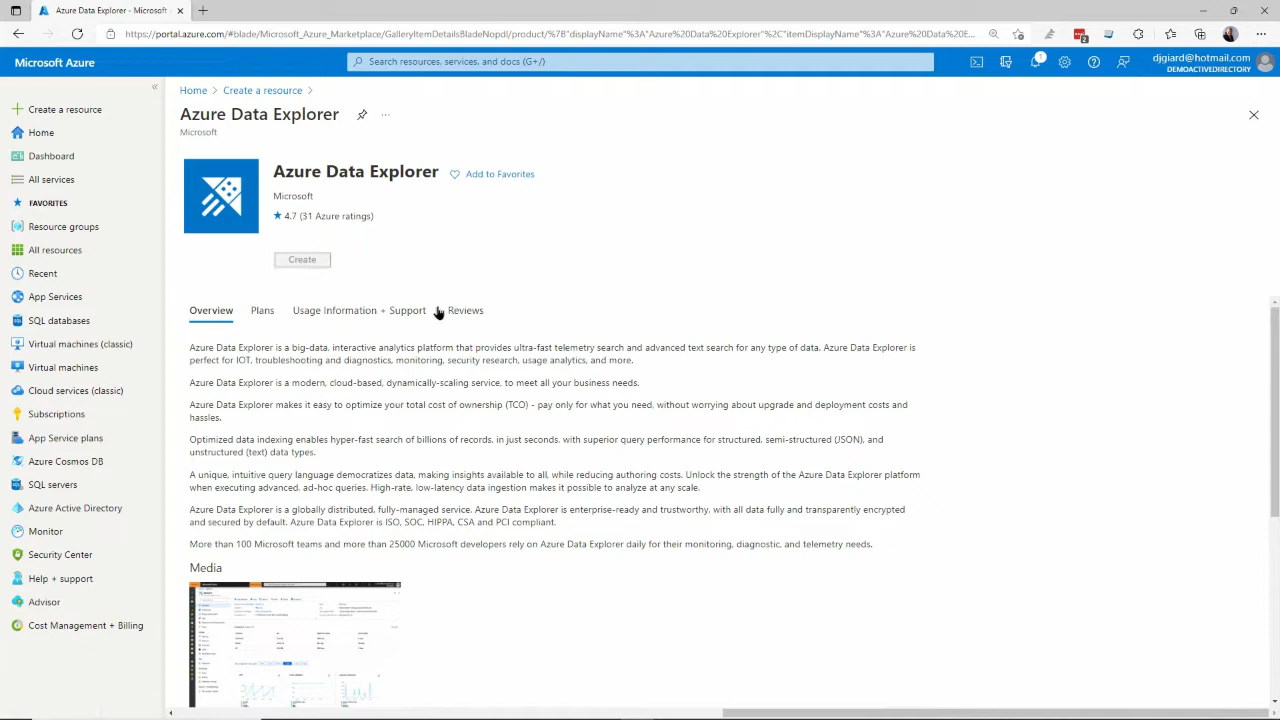 Azure Data Explorer - Microsoft
https://portal.azure.com/#blade/Microsoft_Azure_Marketplace/GalleryItemDetailsBladeNopdl/product/%7B"displayName"%3A"Azure%20Data%20Explorer"%2C"itemDisplayName"%3A"Azure%20Data%20E...
2
Microsoft Azure
Search resources, services, and docs (G+/)
1
djgiard@hotmail.com
DEMOACTIVEDIRECTORY
«
Create a resource
Home
Dashboard
All services
FAVORITES
Resource groups
All resources
Recent
App Services
SQL databases
Virtual machines (classic)
Virtual machines
Cloud services (classic)
Subscriptions
App Service plans
Azure Cosmos DB
SQL servers
Azure Active Directory
Monitor
Security Center
Help + support
Advisor
Cost Management + Billing
Home > Create a resource >
Azure Data Explorer
...
Microsoft
Azure Data Explorer
Add to Favorites
Microsoft
4.7 (31 Azure ratings)
Create
Overview Plans Usage Information + Support Reviews
Azure Data Explorer is a big-data, interactive analytics platform that provides ultra-fast telemetry search and advanced text search for any type of data. Azure Data Explorer is
perfect for IOT, troubleshooting and diagnostics, monitoring, security research, usage analytics, and more.
Azure Data Explorer is a modern, cloud-based, dynamically-scaling service, to meet all your business needs.
Azure Data Explorer makes it easy to optimize your total cost of ownership (TCO) - pay only for what you need, without worrying about upgrade and deployment costs and
hassles.
Optimized data indexing enables hyper-fast search of billions of records, in just seconds, with superior query performance for structured, semi-structured (JSON), and
unstructured (text) data types.
A unique, intuitive query language democratizes data, making insights available to all, while reducing authoring costs. Unlock the strength of the Azure Data Explorer platform
when executing advanced, ad-hoc queries. High-rate, low-latency data ingestion makes it possible to analyze at any scale.
Azure Data Explorer is a globally distributed, fully-managed service. Azure Data Explorer is enterprise-ready and trustworthy, with all data fully and transparently encrypted
and secured by default. Azure Data Explorer is ISO, SOC, HIPPA, CSA and PCI compliant.
More than 100 Microsoft teams and more than 25000 Microsoft developers rely on Azure Data Explorer daily for their monitoring, diagnostic, and telemetry needs.
Media